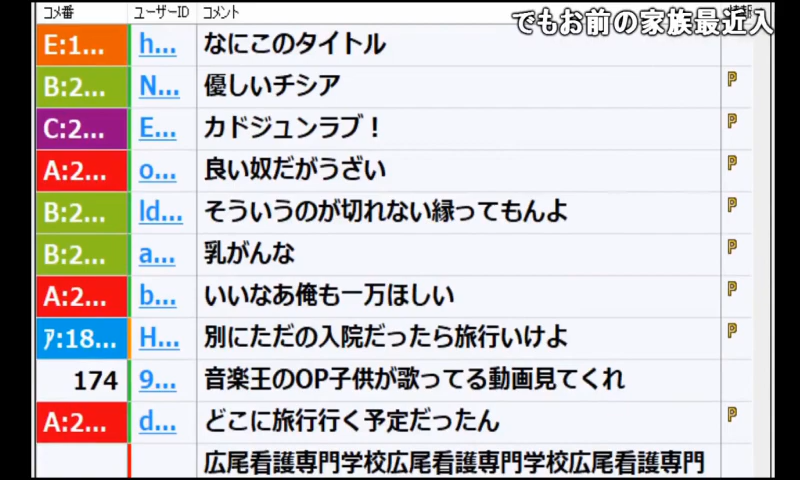 コメ番 ユーザーID コメント
でもお前の家族最近入
E:1... h... なにこのタイトル
B:2... N... 優しいチシア P
C:2... E... カドジュンラブ！ P
A:2... o... 良い奴だがうざい P
B:2... ld... そういうのが切れない縁ってもんよ P
B:2... a... 乳がんな P
A:2... b... いいなあ俺も一万ほしい P
ｱ:18... H... 別にただの入院だったら旅行いけよ P
174 9... 音楽王のOP子供が歌ってる動画見てくれ
A:2... d... どこに旅行行く予定だったん P
広尾看護専門学校広尾看護専門学校広尾看護専門